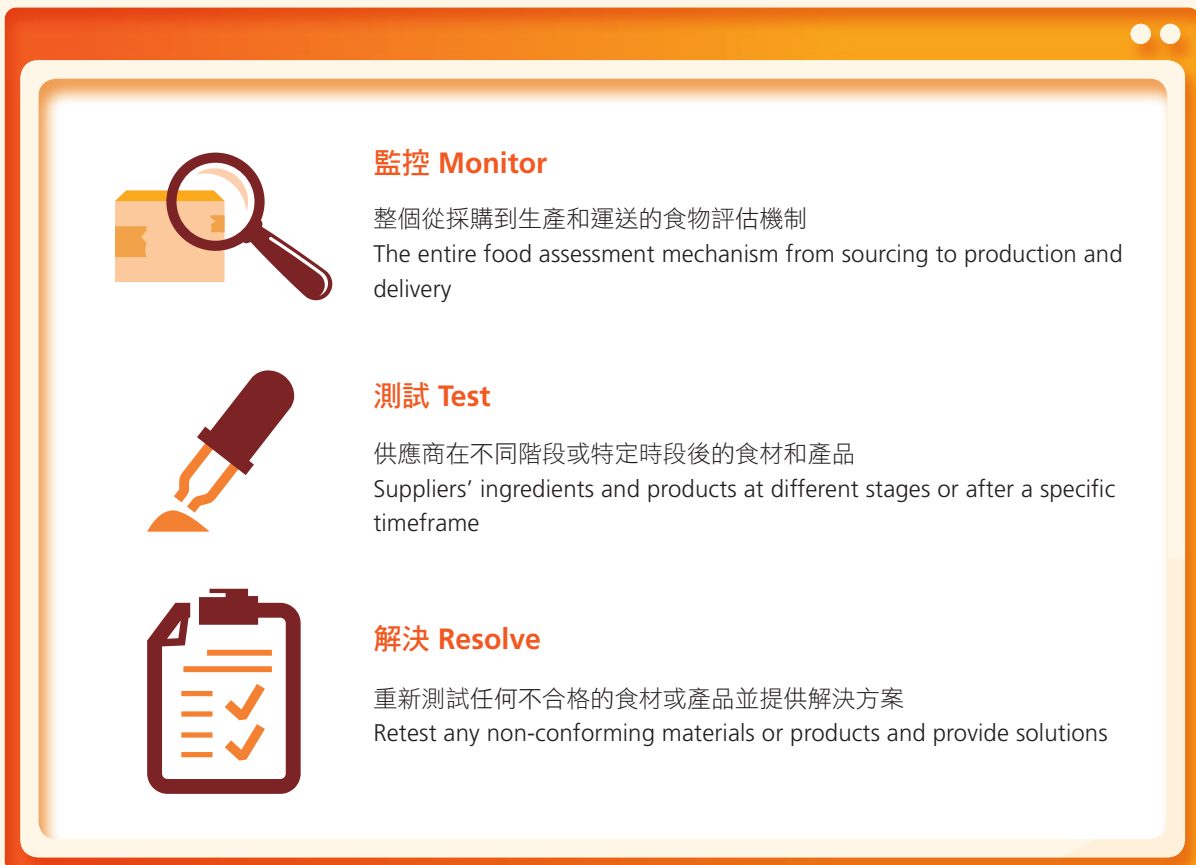 監控 Monitor
整個從採購到生產和運送的食物評估機制
The entire food assessment mechanism from sourcing to production and
delivery
測試 Test
供應商在不同階段或特定時段後的食材和產品
Suppliers’ ingredients and products at different stages or after a specific
timeframe
解決 Resolve
重新測試任何不合格的食材或產品並提供解決方案
Retest any non-conforming materials or products and provide solutions